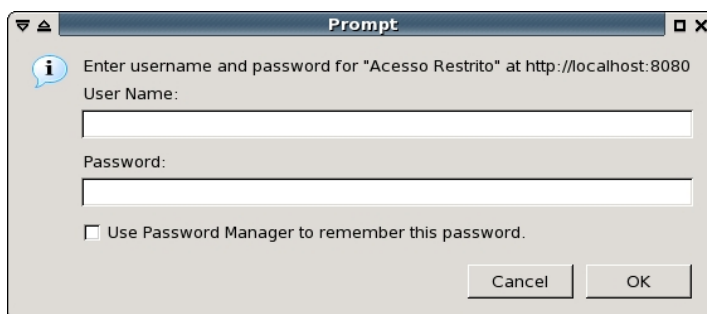 Prompt
Enter username and password for "Acesso Restrito" at http://localhost:8080
User Name:
Password:
Use Password Manager to remember this password.
Cancel OK